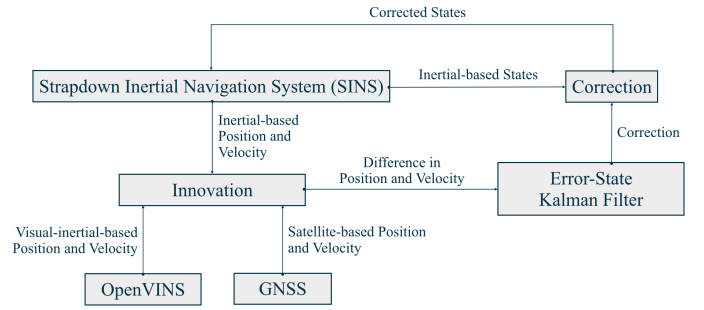 Corrected States
Strapdown Inertial Navigation System (SINS)
Inertial-based States
Correction
Inertial-based
Position and
Velocity
Correction
Difference in
Position and Velocity
Innovation
Error-State
Kalman Filter
Visual-inertial-based
Position and Velocity
Satellite-based Position
and Velocity
OpenVINS
GNSS